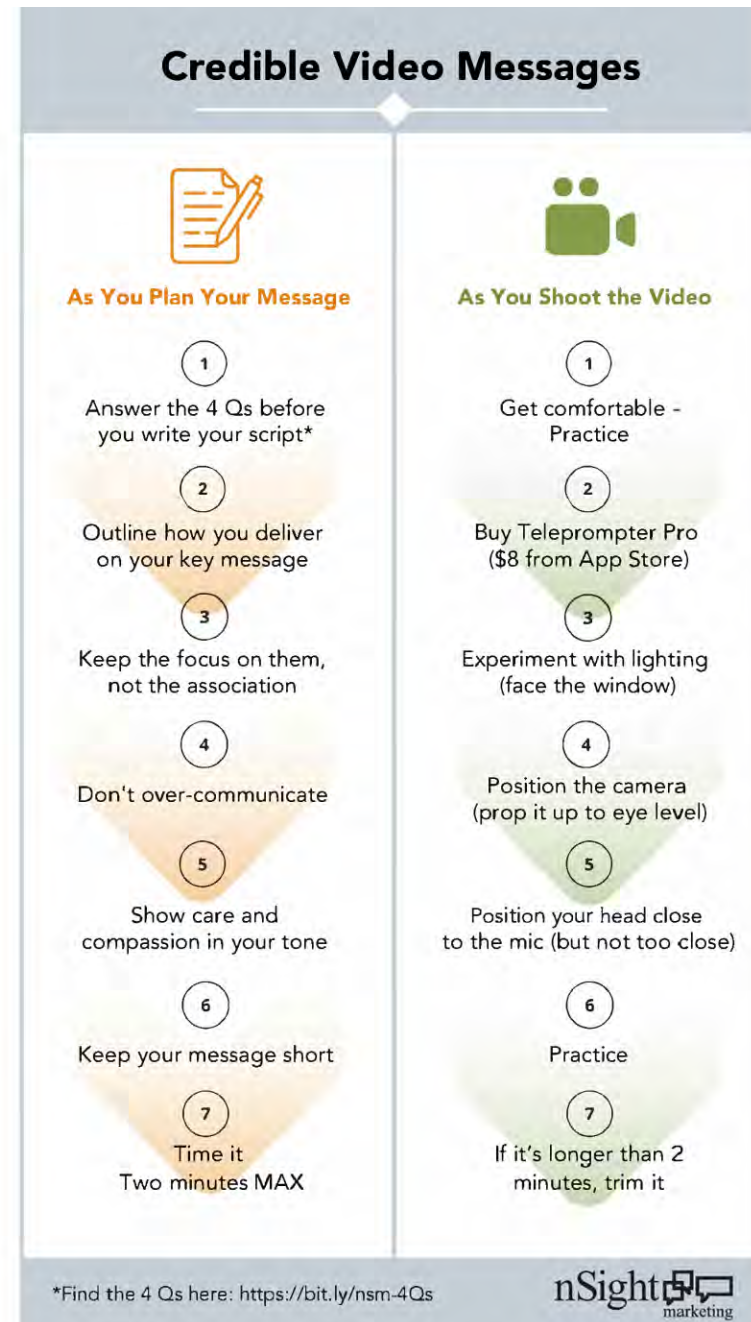 Credible Video Messages
As You Plan Your Message
1
Answer the 4 Qs before
you write your script*
2
Outline how you deliver
on your key message
3
Keep the focus on them,
not the association
4
Don't over-communicate
5
Show care and
compassion in your tone
6
Keep your message short
7
Time it
Two minutes MAX
As You Shoot the Video
1
Get comfortable -
Practice
2
Buy Teleprompter Pro
($8 from App Store)
3
Experiment with lighting
(face the window)
4
Position the camera
(prop it up to eye level)
5
Position your head close
to the mic (but not too close)
6
Practice
7
If it's longer than 2
minutes, trim it
*Find the 4 Qs here: https://bit.ly/nsm-4Qs
nSight
marketing